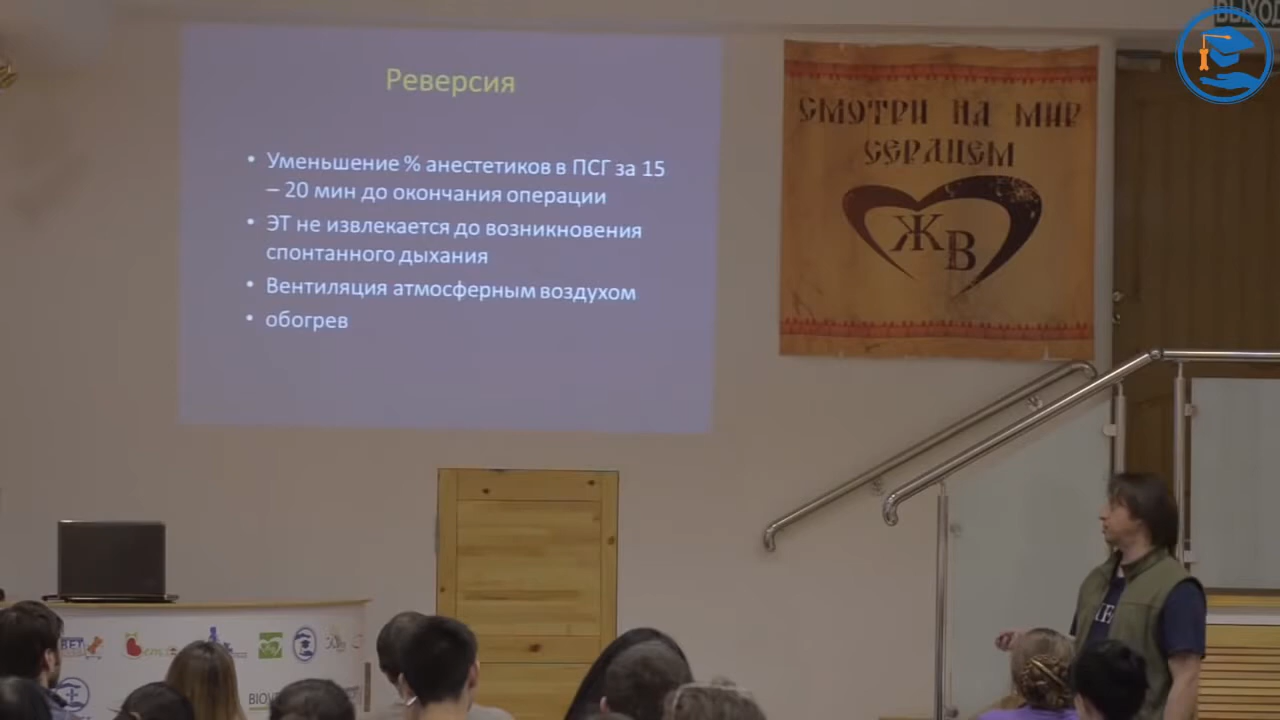 ВЫХОД
Реверсия
• Уменьшение % анестетиков в ПСГ за 15
– 20 мин до окончания операции
• ЭТ не извлекается до возникновения
спонтанного дыхания
• Вентиляция атмосферным воздухом
• обогрев
СМОТРИ НА МИР
СЕРДЦЕМ
ЖВ